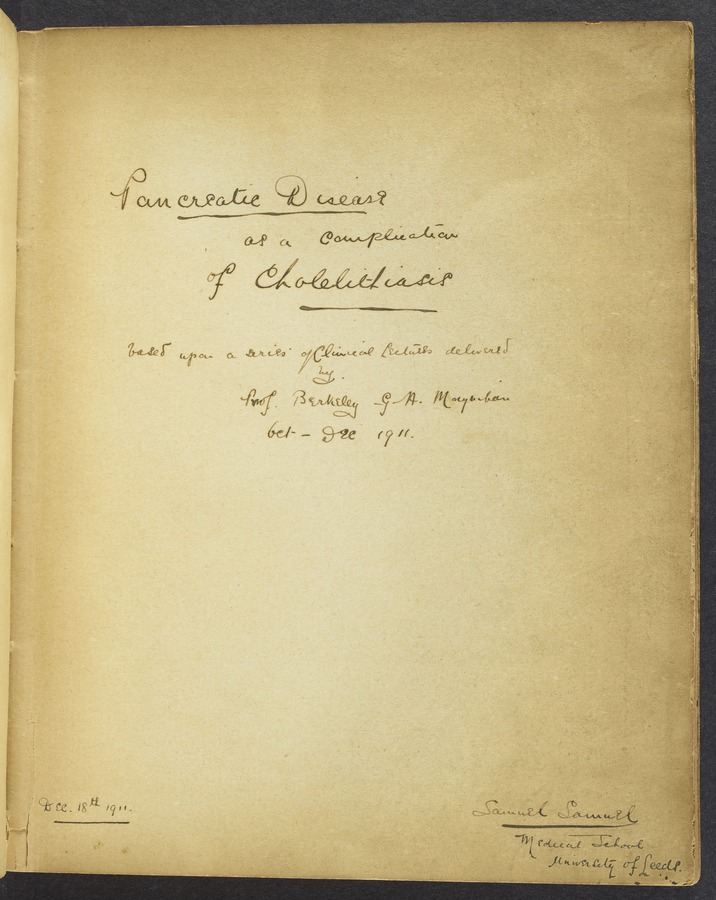 Pancreatic Disease
as a complication
of Cholelithiasis
based upon a series of Clinical Lectures delivered
by.
Prof. Berkeley G. A. Moynihan
Oct - Dec 1911.
Dec. 18th 1911.
Samuel Samuel
Medical School
University of Leeds.